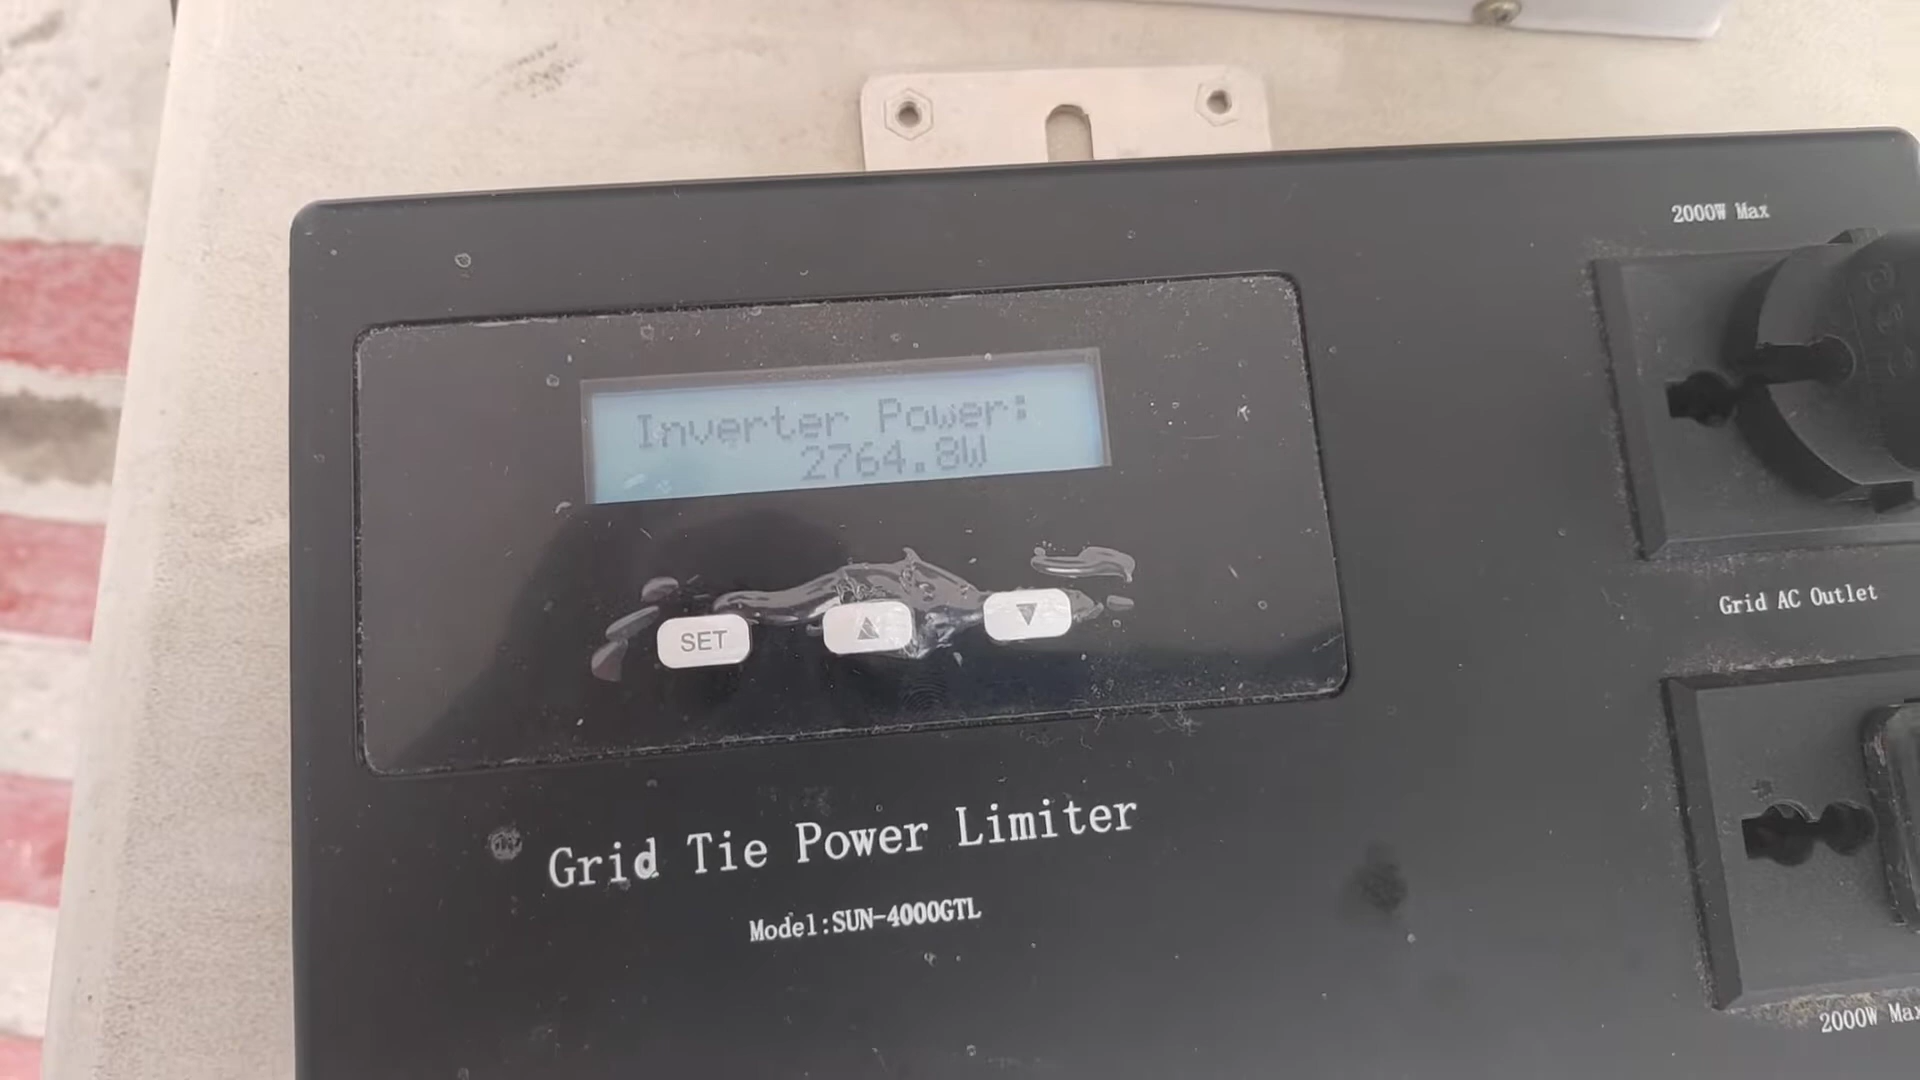 2000W Max
Inverter Power:
2764.8W
SET
Grid AC Outlet
Grid Tie Power Limiter
Model:SUN-4000GTL
2000W Max